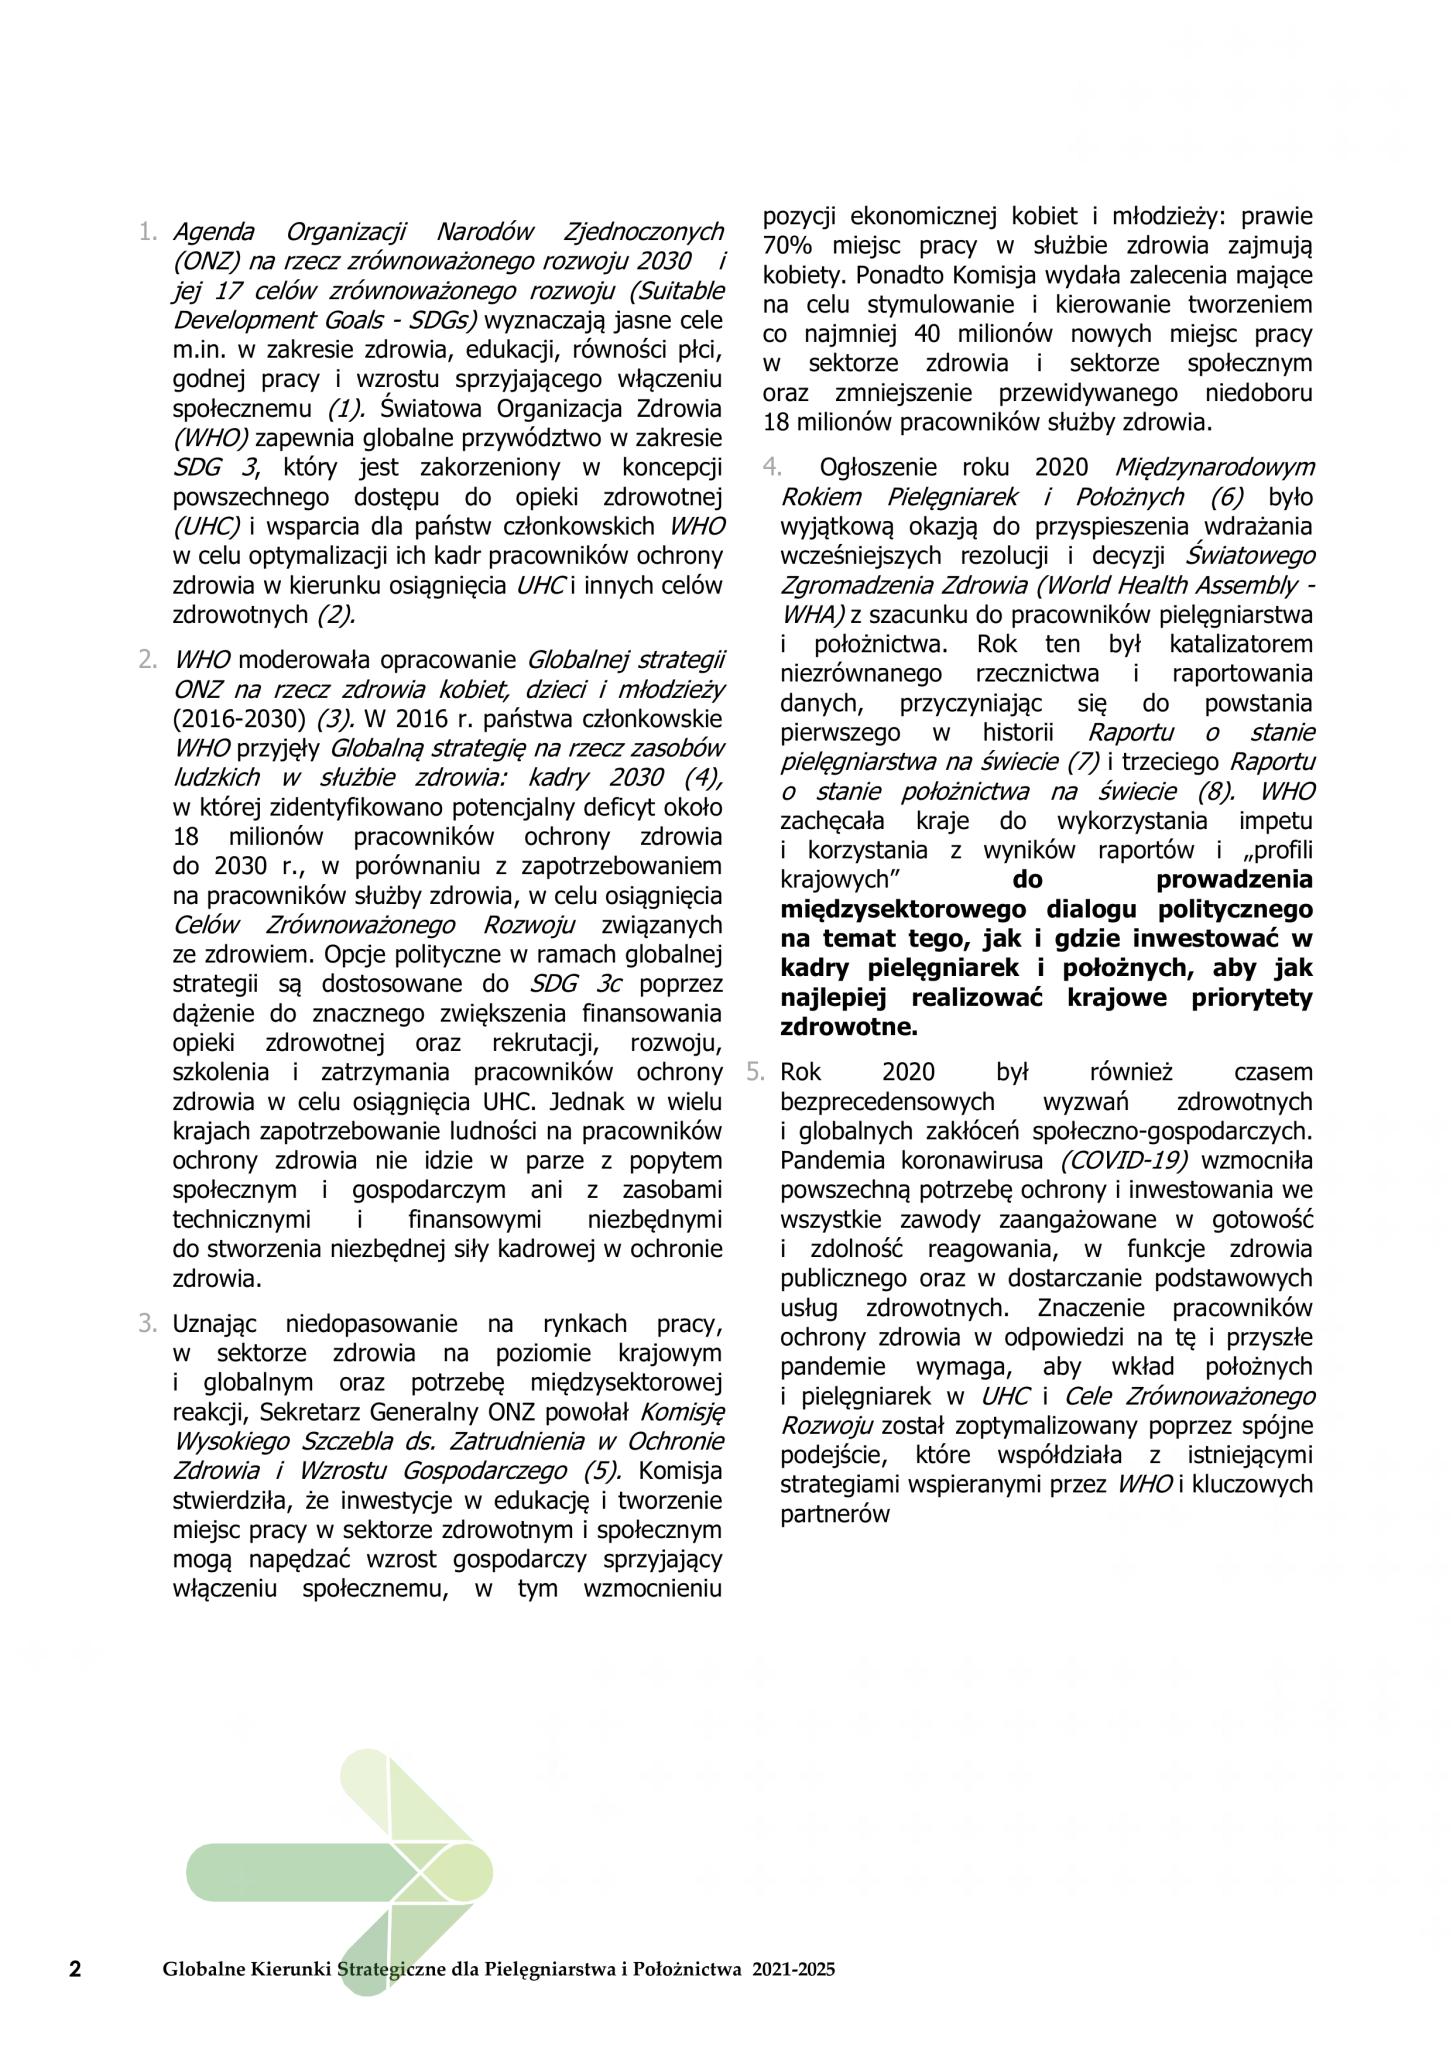 1. Agenda Organizacji Narodów Zjednoczonych
(ONZ) na rzecz zrównoważonego rozwoju 2030 i
jej 17 celów zrównoważonego rozwoju (Suitable
Development Goals - SDGs) wyznaczają jasne cele
m.in. w zakresie zdrowia, edukacji, równości płci,
godnej pracy i wzrostu sprzyjającego włączeniu
społecznemu (1). Światowa Organizacja Zdrowia
(WHO) zapewnia globalne przywództwo w zakresie
SDG 3, który jest zakorzeniony w koncepcji
powszechnego dostępu do opieki zdrowotnej
(UHC) i wsparcia dla państw członkowskich WHO
w celu optymalizacji ich kadr pracowników ochrony
zdrowia w kierunku osiągnięcia UHC i innych celów
zdrowotnych (2).
2. WHO moderowała opracowanie Globalnej strategii
ONZ na rzecz zdrowia kobiet, dzieci i młodzieży
(2016-2030) (3). W 2016 r. państwa członkowskie
WHO przyjęły Globalną strategię na rzecz zasobów
ludzkich w służbie zdrowia: kadry 2030 (4),
w której zidentyfikowano potencjalny deficyt około
18 milionów pracowników ochrony zdrowia
do 2030 r., w porównaniu z zapotrzebowaniem
na pracowników służby zdrowia, w celu osiągnięcia
Celów Zrównoważonego Rozwoju związanych
ze zdrowiem. Opcje polityczne w ramach globalnej
strategii są dostosowane do SDG 3c poprzez
dążenie do znacznego zwiększenia finansowania
opieki zdrowotnej oraz rekrutacji, rozwoju,
szkolenia i zatrzymania pracowników ochrony
zdrowia w celu osiągnięcia UHC. Jednak w wielu
krajach zapotrzebowanie ludności na pracowników
ochrony zdrowia nie idzie w parze z popytem
społecznym i gospodarczym ani z zasobami
technicznymi i finansowymi niezbędnymi
do stworzenia niezbędnej siły kadrowej w ochronie
zdrowia.
3. Uznając niedopasowanie na rynkach pracy,
w sektorze zdrowia na poziomie krajowym
i globalnym oraz potrzebę międzysektorowej
reakcji, Sekretarz Generalny ONZ powołał Komisję
Wysokiego Szczebla ds. Zatrudnienia w Ochronie
Zdrowia i Wzrostu Gospodarczego (5). Komisja
stwierdziła, że inwestycje w edukację i tworzenie
miejsc pracy w sektorze zdrowotnym i społecznym
mogą napędzać wzrost gospodarczy sprzyjający
włączeniu społecznemu, w tym wzmocnieniu
pozycji ekonomicznej kobiet i młodzieży: prawie
70% miejsc pracy w służbie zdrowia zajmują
kobiety. Ponadto Komisja wydała zalecenia mające
na celu stymulowanie i kierowanie tworzeniem
co najmniej 40 milionów nowych miejsc pracy
w sektorze zdrowia i sektorze społecznym
oraz zmniejszenie przewidywanego niedoboru
18 milionów pracowników służby zdrowia.
4. Ogłoszenie roku 2020 Międzynarodowym
Rokiem Pielęgniarek i Położnych (6) było
wyjątkową okazją do przyspieszenia wdrażania
wcześniejszych rezolucji i decyzji Światowego
Zgromadzenia Zdrowia (World Health Assembly -
WHA) z szacunku do pracowników pielęgniarstwa
i położnictwa. Rok ten był katalizatorem
niezrównanego rzecznictwa i raportowania
danych, przyczyniając się do powstania
pierwszego w historii Raportu o stanie
pielęgniarstwa na świecie (7) i trzeciego Raportu
o stanie położnictwa na świecie (8). WHO
zachęcała kraje do wykorzystania impetu
i korzystania z wyników raportów i „profili
krajowych” do prowadzenia
międzysektorowego dialogu politycznego
na temat tego, jak i gdzie inwestować w
kadry pielęgniarek i położnych, aby jak
najlepiej realizować krajowe priorytety
zdrowotne.
5. Rok 2020 był również czasem
bezprecedensowych wyzwań zdrowotnych
i globalnych zakłóceń społeczno-gospodarczych.
Pandemia koronawirusa (COVID-19) wzmocniła
powszechną potrzebę ochrony i inwestowania we
wszystkie zawody zaangażowane w gotowość
i zdolność reagowania, w funkcje zdrowia
publicznego oraz w dostarczanie podstawowych
usług zdrowotnych. Znaczenie pracowników
ochrony zdrowia w odpowiedzi na tę i przyszłe
pandemie wymaga, aby wkład położnych
i pielęgniarek w UHC i Cele Zrównoważonego
Rozwoju został zoptymalizowany poprzez spójne
podejście, które współdziała z istniejącymi
strategiami wspieranymi przez WHO i kluczowych
partnerów
2 Globalne Kierunki Strategiczne dla Pielęgniarstwa i Położnictwa 2021-2025